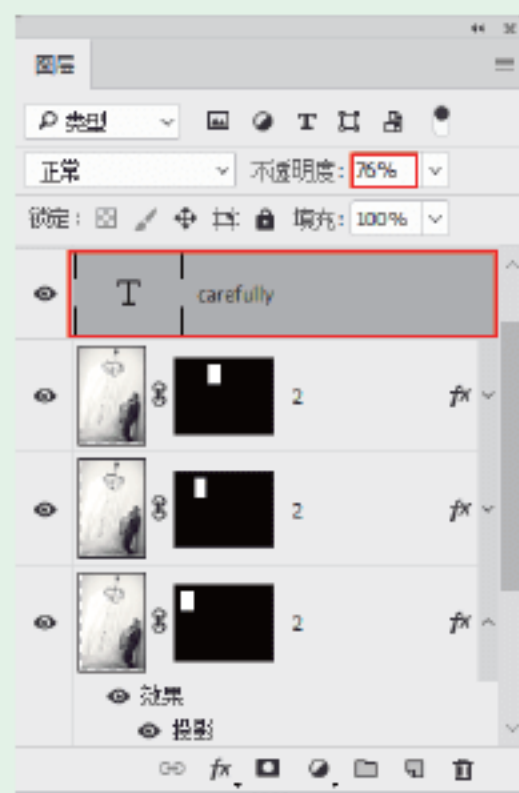 图层
类型
正常 不透明度: 76%
锁定: 填充: 100%
T carefully
2 fx
2 fx
2 fx
效果
投影
fx